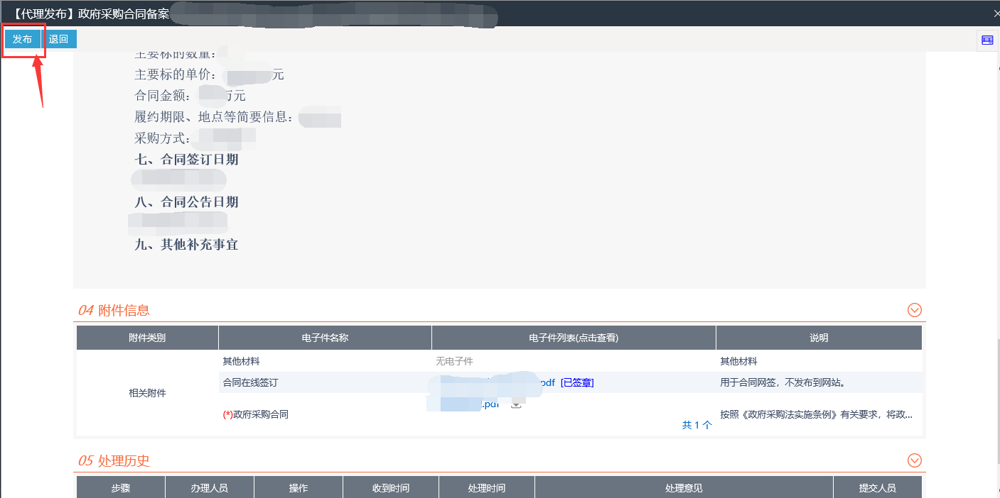 【代理发布】政府采购合同备案
发布 退回
主要标的数量：
主要标的单价： 元
合同金额： 万元
履约期限、地点等简要信息：
采购方式：
七、合同签订日期
八、合同公告日期
九、其他补充事宜
04 附件信息
附件类别 电子件名称 电子件列表(点击查看) 说明
其他材料 无电子件 其他材料
合同在线签订 pdf [已签章] 用于合同网签，不发布到网站。
相关附件
.pdf
(*)政府采购合同 按照《政府采购法实施条例》有关要求，将政...
共 1 个
05 处理历史
步骤 办理人员 操作 收到时间 处理时间 处理意见 提交人员